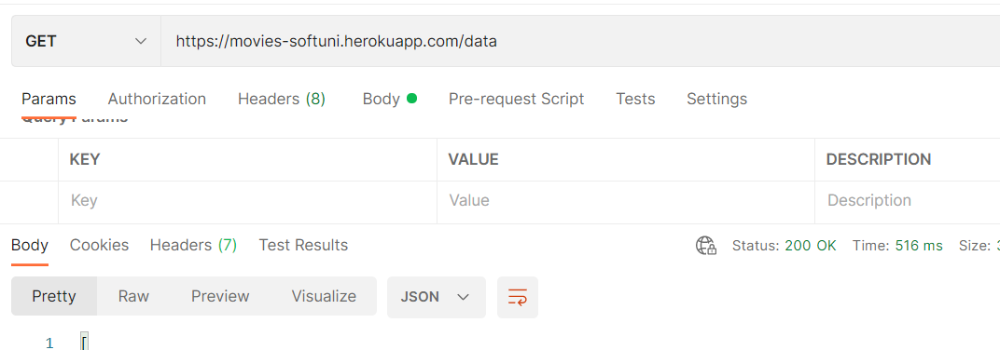 GET https://movies-softuni.herokuapp.com/data
Params Authorization Headers (8) Body Pre-request Script Tests Settings
Query Params
KEY VALUE DESCRIPTION
Key Value Description
Body Cookies Headers (7) Test Results Status: 200 OK Time: 516 ms Size:
Pretty Raw Preview Visualize JSON
1 [